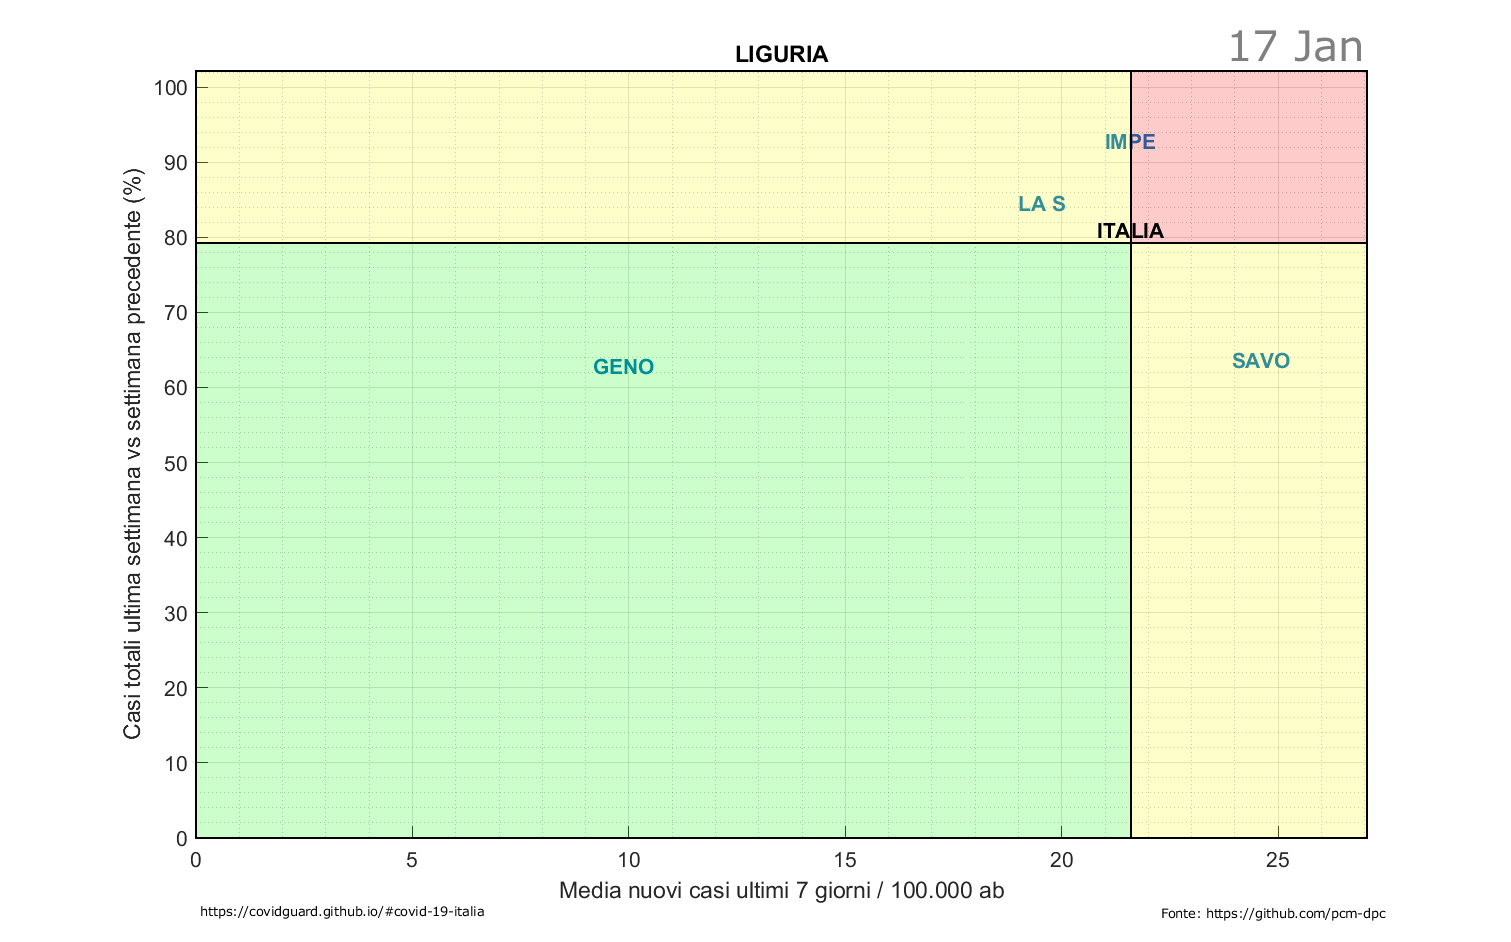 17 Jan
LIGURIA
Casi totali ultima settimana vs settimana precedente (%)
100
90
80
70
60
50
40
30
20
10
0
IMPE
LA S
ITALIA
GENO
SAVO
0 5 10 15 20 25
Media nuovi casi ultimi 7 giorni / 100.000 ab
https://covidguard.github.io/#covid-19-italia
Fonte: https://github.com/pcm-dpc